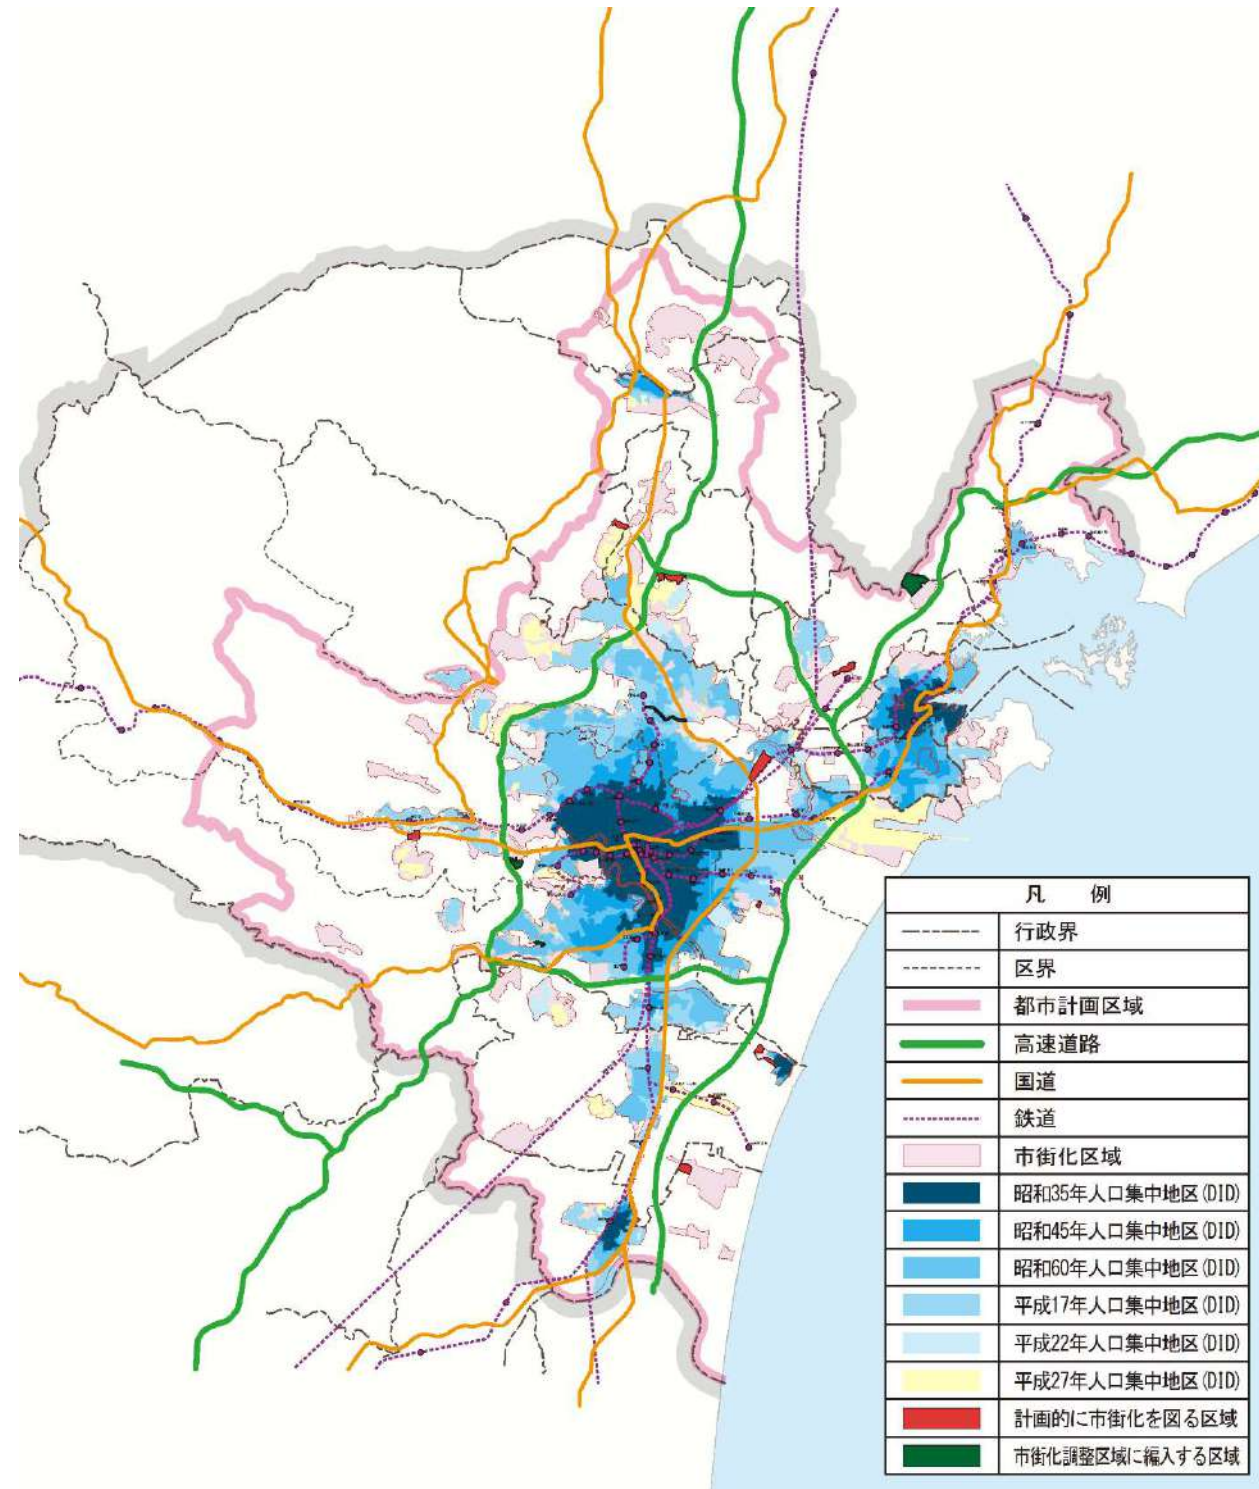 凡　例
行政界
区界
都市計画区域
高速道路
国道
鉄道
市街化区域
昭和35年人口集中地区(DID)
昭和45年人口集中地区(DID)
昭和60年人口集中地区(DID)
平成17年人口集中地区(DID)
平成22年人口集中地区(DID)
平成27年人口集中地区(DID)
計画的に市街化を図る区域
市街化調整区域に編入する区域